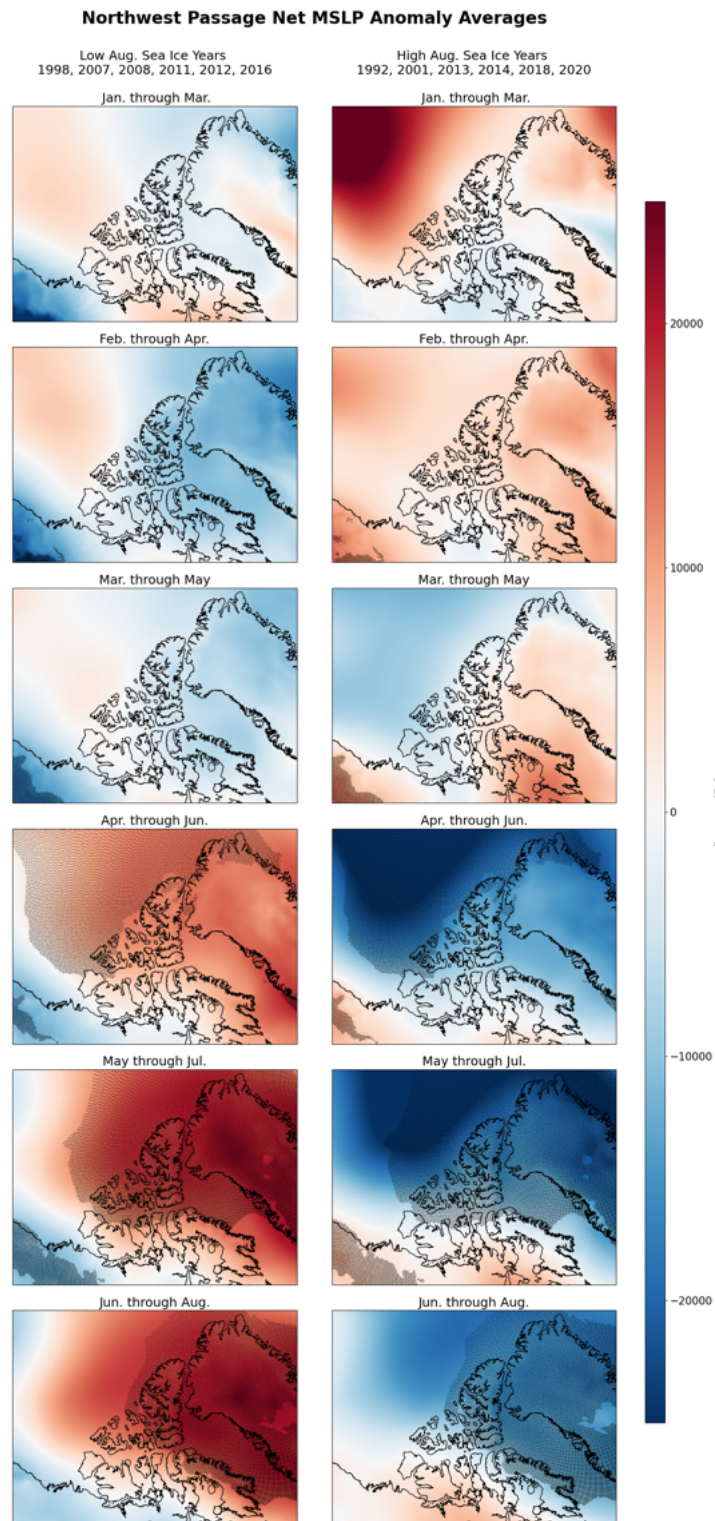 Northwest Passage Net MSLP Anomaly Averages
Low Aug. Sea Ice Years
1998, 2007, 2008, 2011, 2012, 2016
High Aug. Sea Ice Years
1992, 2001, 2013, 2014, 2018, 2020
Jan. through Mar.
Jan. through Mar.
Feb. through Apr.
Feb. through Apr.
Mar. through May
Mar. through May
Apr. through Jun.
Apr. through Jun.
May through Jul.
May through Jul.
Jun. through Aug.
Jun. through Aug.
20000
10000
0
−10000
−20000